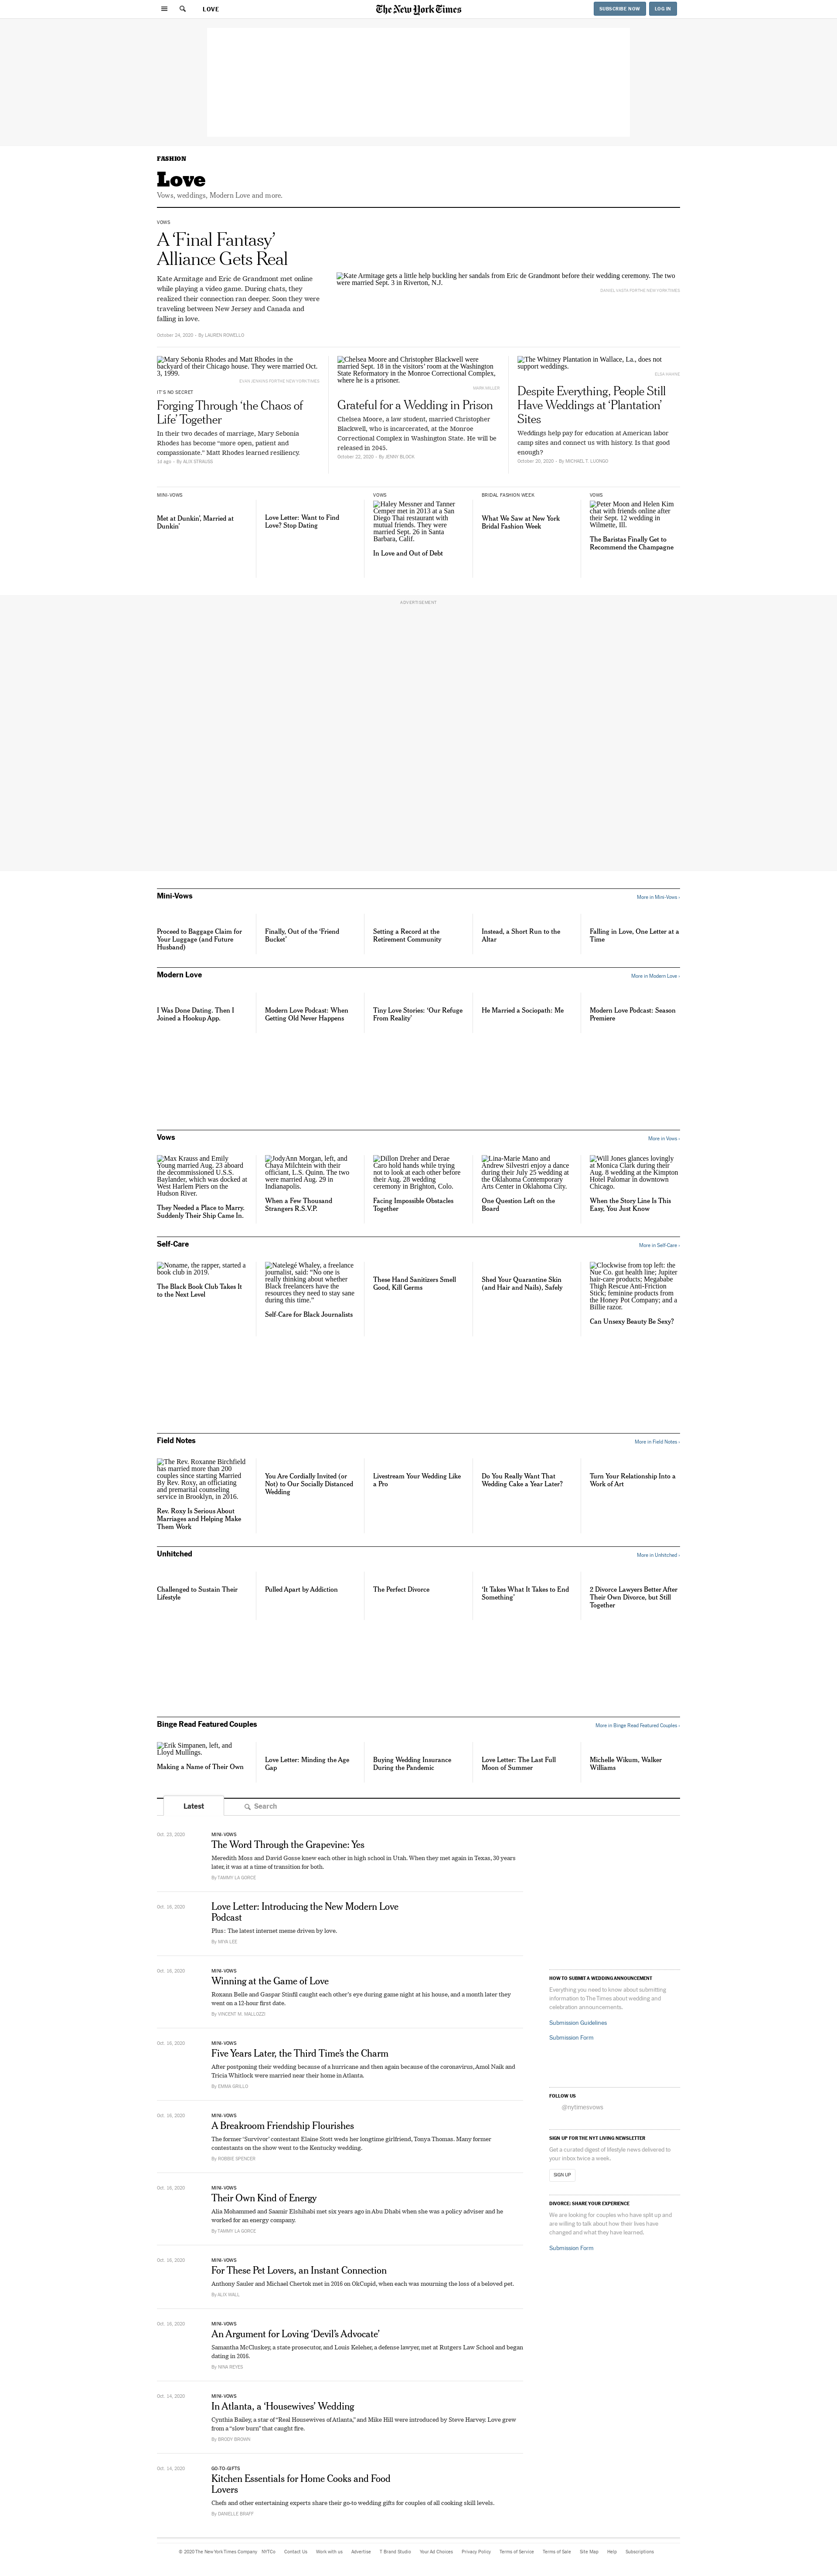 LOVE
The New York Times
SUBSCRIBE NOW
LOG IN
FASHION
Love
Vows, weddings, Modern Love and more.
VOWS
A ‘Final Fantasy’
Alliance Gets Real
Kate Armitage and Eric de Grandmont met online
while playing a video game. During chats, they
realized their connection ran deeper. Soon they were
traveling between New Jersey and Canada and
falling in love.
October 24, 2020 - By LAUREN ROWELLO
Kate Armitage gets a little help buckling her sandals from Eric de Grandmont before their wedding ceremony. The two
were married Sept. 3 in Riverton, N.J.
Mary Sebonia Rhodes and Matt Rhodes in the
backyard of their Chicago house. They were married Oct.
3, 1999.
EVAN JENKINS FOR THE NEW YORK TIMES
IT'S NO SECRET
Forging Through ‘the Chaos of
Life’ Together
In their two decades of marriage, Mary Sebonia
Rhodes has become “more open, patient and
compassionate.” Matt Rhodes learned resiliency.
By ALIX STRAUSS
Chelsea Moore and Christopher Blackwell were
married Sept. 18 in the visitors’ room at the Washington
State Reformatory in the Monroe Correctional Complex,
where he is a prisoner.
MARK MILLER
Grateful for a Wedding in Prison
Chelsea Moore, a law student, married Christopher
Blackwell, who is incarcerated, at the Monroe
Correctional Complex in Washington State. He will be
released in 2045.
October 22, 2020 - By JENNY BLOCK
The Whitney Plantation in Wallace, La., does not
support weddings.
ELSA HAHNE
Despite Everything, People Still
Have Weddings at ‘Plantation’
Sites
Weddings help pay for education at American labor
camp sites and connect us with history. Is that good
enough?
October 26, 2020 - By MICHAEL T. LUONGO
MINI-VOWS
Met at Dunkin’, Married at
Dunkin’
Love Letter: Want to Find
Love? Stop Dating
VOWS
Haley Messner and Tanner
Cemper met in 2013 at a San
Diego Thai restaurant with
mutual friends. They were
married Sept. 26 in Santa
Barbara, Calif.
In Love and Out of Debt
BRIDAL FASHION WEEK
What We Saw at New York
Bridal Fashion Week
VOWS
Peter Moon and Helen Kim
chat with friends online after
their Sept. 12 wedding in
Wilmette, Ill.
The Baristas Finally Get to
Recommend the Champagne
ADVERTISEMENT
Mini-Vows
More in Mini-Vows ›
Proceed to Baggage Claim for
Your Luggage (and Future
Husband)
Finally, Out of the ‘Friend
Bucket’
Setting a Record at the
Retirement Community
Instead, a Short Run to the
Altar
Falling in Love, One Letter at a
Time
Modern Love
More in Modern Love ›
I Was Done Dating. Then I
Joined a Hookup App.
Modern Love Podcast: When
Getting Old Never Happens
Tiny Love Stories: ‘Our Refuge
From Reality’
He Married a Sociopath: Me
Modern Love Podcast: Season
Premiere
Vows
More in Vows ›
Max Krauss and Emily
Young married Aug. 23 aboard
the decommissioned U.S.S.
Baylander, which was docked at
West Harlem Piers on the
Hudson River.
They Needed a Place to Marry.
Suddenly Their Ship Came In.
JodyAnn Morgan, left, and
Chaya Milchtein with their
officiant, L.S. Quinn. The two
were married Aug. 29 in
Indianapolis.
When a Few Thousand
Strangers R.S.V.P.
Dillon Dreher and Derae
Caro hold hands while trying
not to look at each other before
their Aug. 28 wedding
ceremony in Brighton, Colo.
Facing Impossible Obstacles
Together
Lina-Marie Mano and
Andrew Silvestri enjoy a dance
during their July 25 wedding at
the Oklahoma Contemporary
Arts Center in Oklahoma City.
One Question Left on the
Board
Will Jones glances lovingly
at Monica Clark during their
Aug. 8 wedding at the Kimpton
Hotel Palomar in downtown
Chicago.
When the Story Line Is This
Easy, You Just Know
Self-Care
More in Self-Care ›
Noname, the rapper, started a
book club in 2019.
The Black Book Club Takes It
to the Next Level
Natelegé Whaley, a freelance
journalist, said: “No one is
really thinking about whether
Black freelancers have the
resources they need to stay sane
during this time.”
Self-Care for Black Journalists
These Hand Sanitizers Smell
Good, Kill Germs
Shed Your Quarantine Skin
(and Hair and Nails), Safely
Clockwise from top left: the
Nue Co. gut health line; Jupiter
hair-care products; Megababe
Thigh Rescue Anti-Friction
Stick; feminine products from
the Honey Pot Company; and a
Billie razor.
Can Unsexy Beauty Be Sexy?
Field Notes
More in Field Notes ›
The Rev. Roxanne Birchfield
has married more than 200
couples since starting Married
By Rev. Roxy, an officiating
and premarital counseling
service in Brooklyn, in 2016.
Rev. Roxy Is Serious About
Marriages and Helping Make
Them Work
You Are Cordially Invited (or
Not) to Our Socially Distanced
Wedding
Livestream Your Wedding Like
a Pro
Do You Really Want That
Wedding Cake a Year Later?
Turn Your Relationship Into a
Work of Art
Unhitched
More in Unhitched ›
Challenged to Sustain Their
Lifestyle
Pulled Apart by Addiction
The Perfect Divorce
‘It Takes What It Takes to End
Something’
2 Divorce Lawyers Better After
Their Own Divorce, but Still
Together
Binge Read Featured Couples
More in Binge Read Featured Couples ›
Erik Simpanen, left, and
Lloyd Mullings.
Making a Name of Their Own
Love Letter: Minding the Age
Gap
Buying Wedding Insurance
During the Pandemic
Love Letter: The Last Full
Moon of Summer
Michelle Wikum, Walker
Williams
Latest
Search
Oct. 23, 2020
MINI-VOWS
The Word Through the Grapevine: Yes
Meredith Moss and David Gosse knew each other in high school in Utah. When they met again in Texas, 30 years
later, it was at a time of transition for both.
By TAMMY LA GORCE
Oct. 16, 2020
Love Letter: Introducing the New Modern Love
Podcast
Plus: The latest internet meme driven by love.
By MIYA LEE
Oct. 16, 2020
MINI-VOWS
Winning at the Game of Love
Roxann Belle and Gaspar Stinfil caught each other’s eye during game night at his house, and a month later they
went on a 12-hour first date.
By VINCENT M. MALLOZZI
Oct. 16, 2020
MINI-VOWS
Five Years Later, the Third Time’s the Charm
After postponing their wedding because of a hurricane and then again because of the coronavirus, Amol Naik and
Tricia Whitlock were married near their home in Atlanta.
By EMMA GRILLO
Oct. 16, 2020
MINI-VOWS
A Breakroom Friendship Flourishes
The former ‘Survivor’ contestant Elaine Stott weds her longtime girlfriend, Tonya Thomas. Many former
contestants on the show went to the Kentucky wedding.
By ROBBIE SPENCER
Oct. 16, 2020
MINI-VOWS
Their Own Kind of Energy
Alia Mohammed and Saamir Elshihabi met six years ago in Abu Dhabi when she was a policy adviser and he
worked for an energy company.
By TAMMY LA GORCE
Oct. 16, 2020
MINI-VOWS
For These Pet Lovers, an Instant Connection
Anthony Sauler and Michael Chertok met in 2016 on OkCupid, when each was mourning the loss of a beloved pet.
By ALIX WALL
Oct. 16, 2020
MINI-VOWS
An Argument for Loving ‘Devil’s Advocate’
Samantha McCluskey, a state prosecutor, and Louis Keleher, a defense lawyer, met at Rutgers Law School and began
dating in 2016.
By NINA REYES
Oct. 14, 2020
MINI-VOWS
In Atlanta, a ‘Housewives’ Wedding
Cynthia Bailey, a star of “Real Housewives of Atlanta,” and Mike Hill were introduced by Steve Harvey. Love grew
from a “slow burn” that caught fire.
By BRODY BROWN
Oct. 14, 2020
GO-TO-GIFTS
Kitchen Essentials for Home Cooks and Food
Lovers
Chefs and other entertaining experts share their go-to wedding gifts for couples of all cooking skill levels.
By DANIELLE BRAFF
HOW TO SUBMIT A WEDDING ANNOUNCEMENT
Everything you need to know about submitting
information to The Times about wedding and
celebration announcements.
Submission Guidelines
Submission Form
FOLLOW US
@nytimesvows
SIGN UP FOR THE NYT LIVING NEWSLETTER
Get a curated digest of lifestyle news delivered to
your inbox twice a week.
SIGN UP
DIVORCE: SHARE YOUR EXPERIENCE
We are looking for couples who have split up and
are willing to talk about how their lives have
changed and what they have learned.
Submission Form
© 2020 The New York Times Company NYTCo Contact Us Work with us Advertise T Brand Studio Your Ad Choices Privacy Policy Terms of Service Terms of Sale Site Map Help Subscriptions